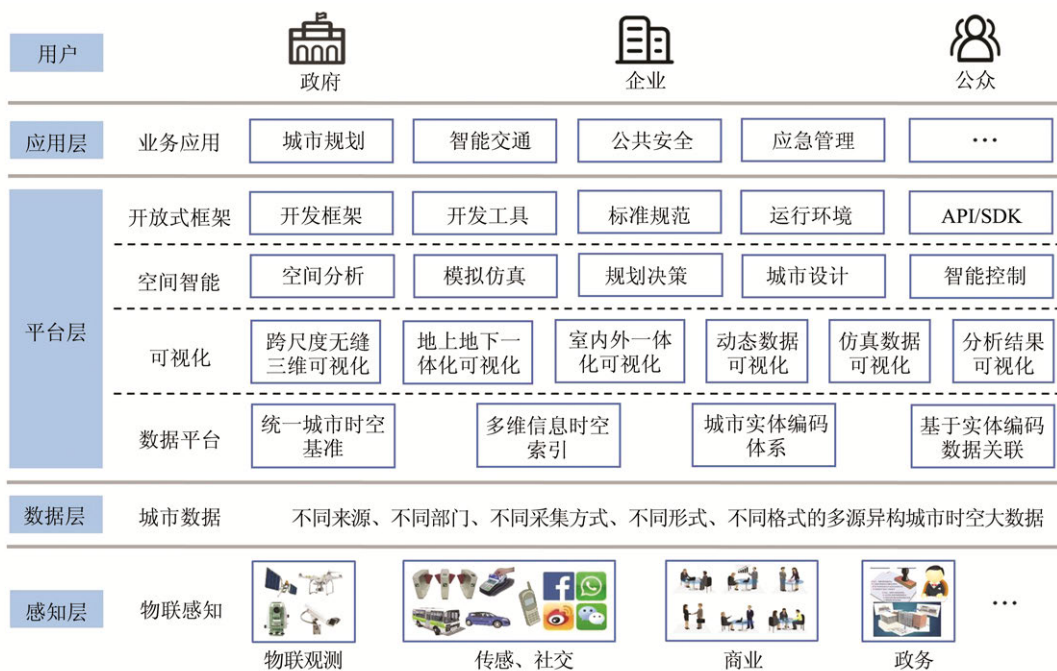 用户
政府
企业
公众
应用层
业务应用
城市规划
智能交通
公共安全
应急管理
…
平台层
开放式框架
开发框架
开发工具
标准规范
运行环境
API/SDK
空间智能
空间分析
模拟仿真
规划决策
城市设计
智能控制
可视化
跨尺度无缝
三维可视化
地上地下一
体化可视化
室内外一体
化可视化
动态数据
可视化
仿真数据
可视化
分析结果
可视化
数据平台
统一城市时空
基准
多维信息时空
索引
城市实体编码
体系
基于实体编码
数据关联
数据层
城市数据
不同来源、不同部门、不同采集方式、不同形式、不同格式的多源异构城市时空大数据
感知层
物联感知
…
物联观测
传感、社交
商业
政务